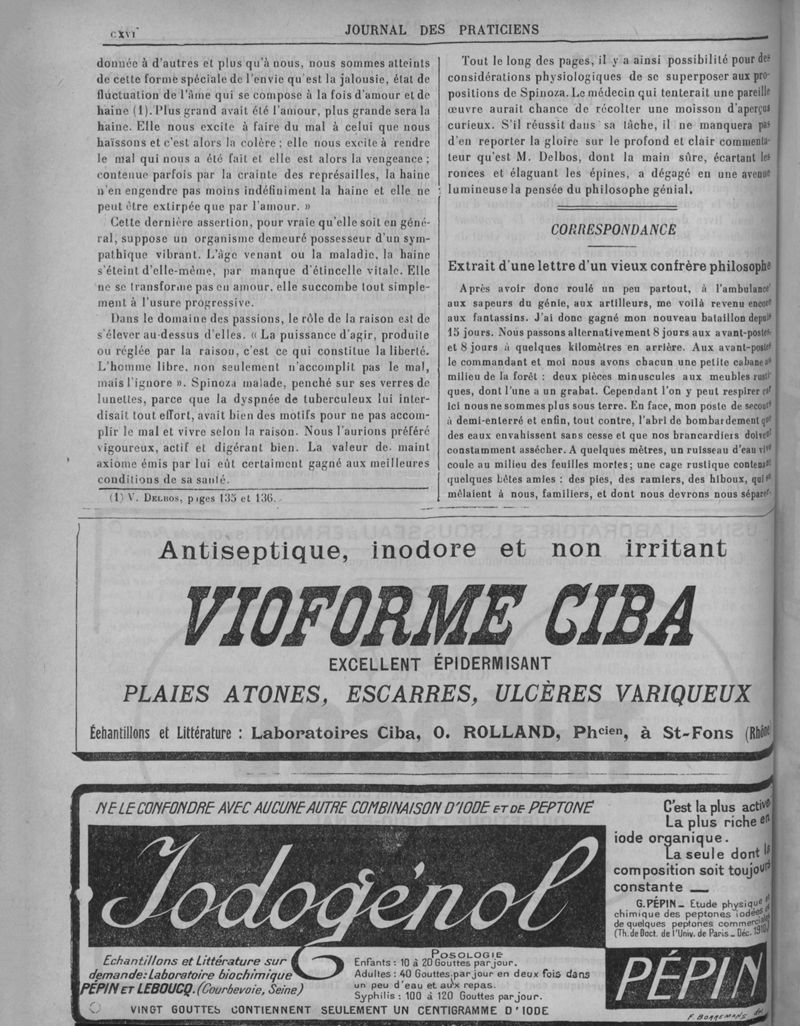 CXVI
JOURNAL DES PRATICIENS
donnée à d'autres et plus qu'à nous, nous sommes atteints
de cette forme spéciale de l'envie qu'est la jalousie, état de
fluctuation de l'âme qui se compose à la fois d'amour et de
haine (1). Plus grand avait été l'amour, plus grande sera la
haine. Elle nous excite à faire du mal à celui que nous
haïssons et c'est alors la colère ; elle nous excite à rendre
le mal qui nous a été fait et elle est alors la vengeance ;
contenue parfois par la crainte des représailles, la haine
n'en engendre pas moins indéfiniment la haine et elle ne
peut être extirpée que par l'amour. »
Cette dernière assertion, pour vraie qu'elle soit en géné-
ral, suppose un organisme demeuré possesseur d'un sym-
pathique vibrant. L'âge venant ou la maladie, la haine
s'éteint d'elle-même, par manque d'étincelle vitale. Elle
ne se transforme pas en amour, elle succombe tout simple-
ment à l'usure progressive.
Dans le domaine des passions, le rôle de la raison est de
s'élever au-dessus d'elles. « La puissance d'agir, produite
ou réglée par la raison, c'est ce qui constitue la liberté.
L'homme libre, non seulement n'accomplit pas le mal,
mais l'ignore ». Spinoza malade, penché sur ses verres de
lunettes, parce que la dyspnée de tuberculeux lui inter-
disait tout effort, avait bien des motifs pour ne pas accom-
plir le mal et vivre selon la raison. Nous l'aurions préféré
vigoureux, actif et digérant bien. La valeur de maint
axiome émis par lui eût certaiment gagné aux meilleures
conditions de sa santé.
(1) V. DELBOS, pages 135 et 136.
Tout le long des pages, il y a ainsi possibilité pour des
considérations physiologiques de se superposer aux pro-
positions de Spinoza. Le médecin qui tenterait une pareille
œuvre aurait chance de récolter une moisson d'aperçus
curieux. S'il réussit dans sa tâche, il ne manquera pas
d'en reporter la gloire sur le profond et clair commenta-
teur qu'est M. Delbos, dont la main sûre, écartant les
ronces et élaguant les épines, a dégagé en une avenue
lumineuse la pensée du philosophe génial.
CORRESPONDANCE
Extrait d'une lettre d'un vieux confrère philosophe
Après avoir donc roulé un peu partout, à l'ambulance
aux sapeurs du génie, aux artilleurs, me voilà revenu encore
aux fantassins. J'ai donc gagné mon nouveau bataillon depuis
15 jours. Nous passons alternativement 8 jours aux avant-postes
et 8 jours à quelques kilomètres en arrière. Aux avant-postes
le commandant et moi nous avons chacun une petite cabane au
milieu de la forêt : deux pièces minuscules aux meubles rusti-
ques, dont l'une a un grabat. Cependant l'on y peut respirer car
ici nous ne sommes plus sous terre. En face, mon poste de secours
à demi-enterré et enfin, tout contre, l'abri de bombardement que
des eaux envahissent sans cesse et que nos brancardiers doivent
constamment assécher. A quelques mètres, un ruisseau d'eau vive
coule au milieu des feuilles mortes; une cage rustique contenant
quelques bêtes amies : des pies, des ramiers, des hiboux, qui se
mêlaient à nous, familiers, et dont nous devrons nous séparer.
Antiseptique, inodore et non irritant
VIOFORME CIBA
EXCELLENT ÉPIDERMISANT
PLAIES ATONES, ESCARRES, ULCÈRES VARIQUEUX
Échantillons et Littérature : Laboratoires Ciba, O. ROLLAND, Phcien, à St-Fons (Rhône)
NE LE CONFONDRE AVEC AUCUNE AUTRE COMBINAISON D'IODE ET DE PEPTONE
Iodogénol
Echantillons et Littérature sur
demande: Laboratoire biochimique
PÉPIN ET LEBOUCQ. (Courbevoie, Seine)
POSOLOGIE
Enfants : 10 à 20 Gouttes par jour.
Adultes : 40 Gouttes par jour en deux fois dans
un peu d'eau et aux repas.
Syphilis : 100 à 120 Gouttes par jour.
VINGT GOUTTES CONTIENNENT SEULEMENT UN CENTIGRAMME D'IODE
C'est la plus active
La plus riche en
iode organique.
La seule dont la
composition soit toujours
constante
G. PÉPIN _ Etude physique et
chimique des peptones iodées et
de quelques peptones commerciales
(Th. de Doct. de l'Univ. de Paris _ Déc. 1910)
PÉPIN